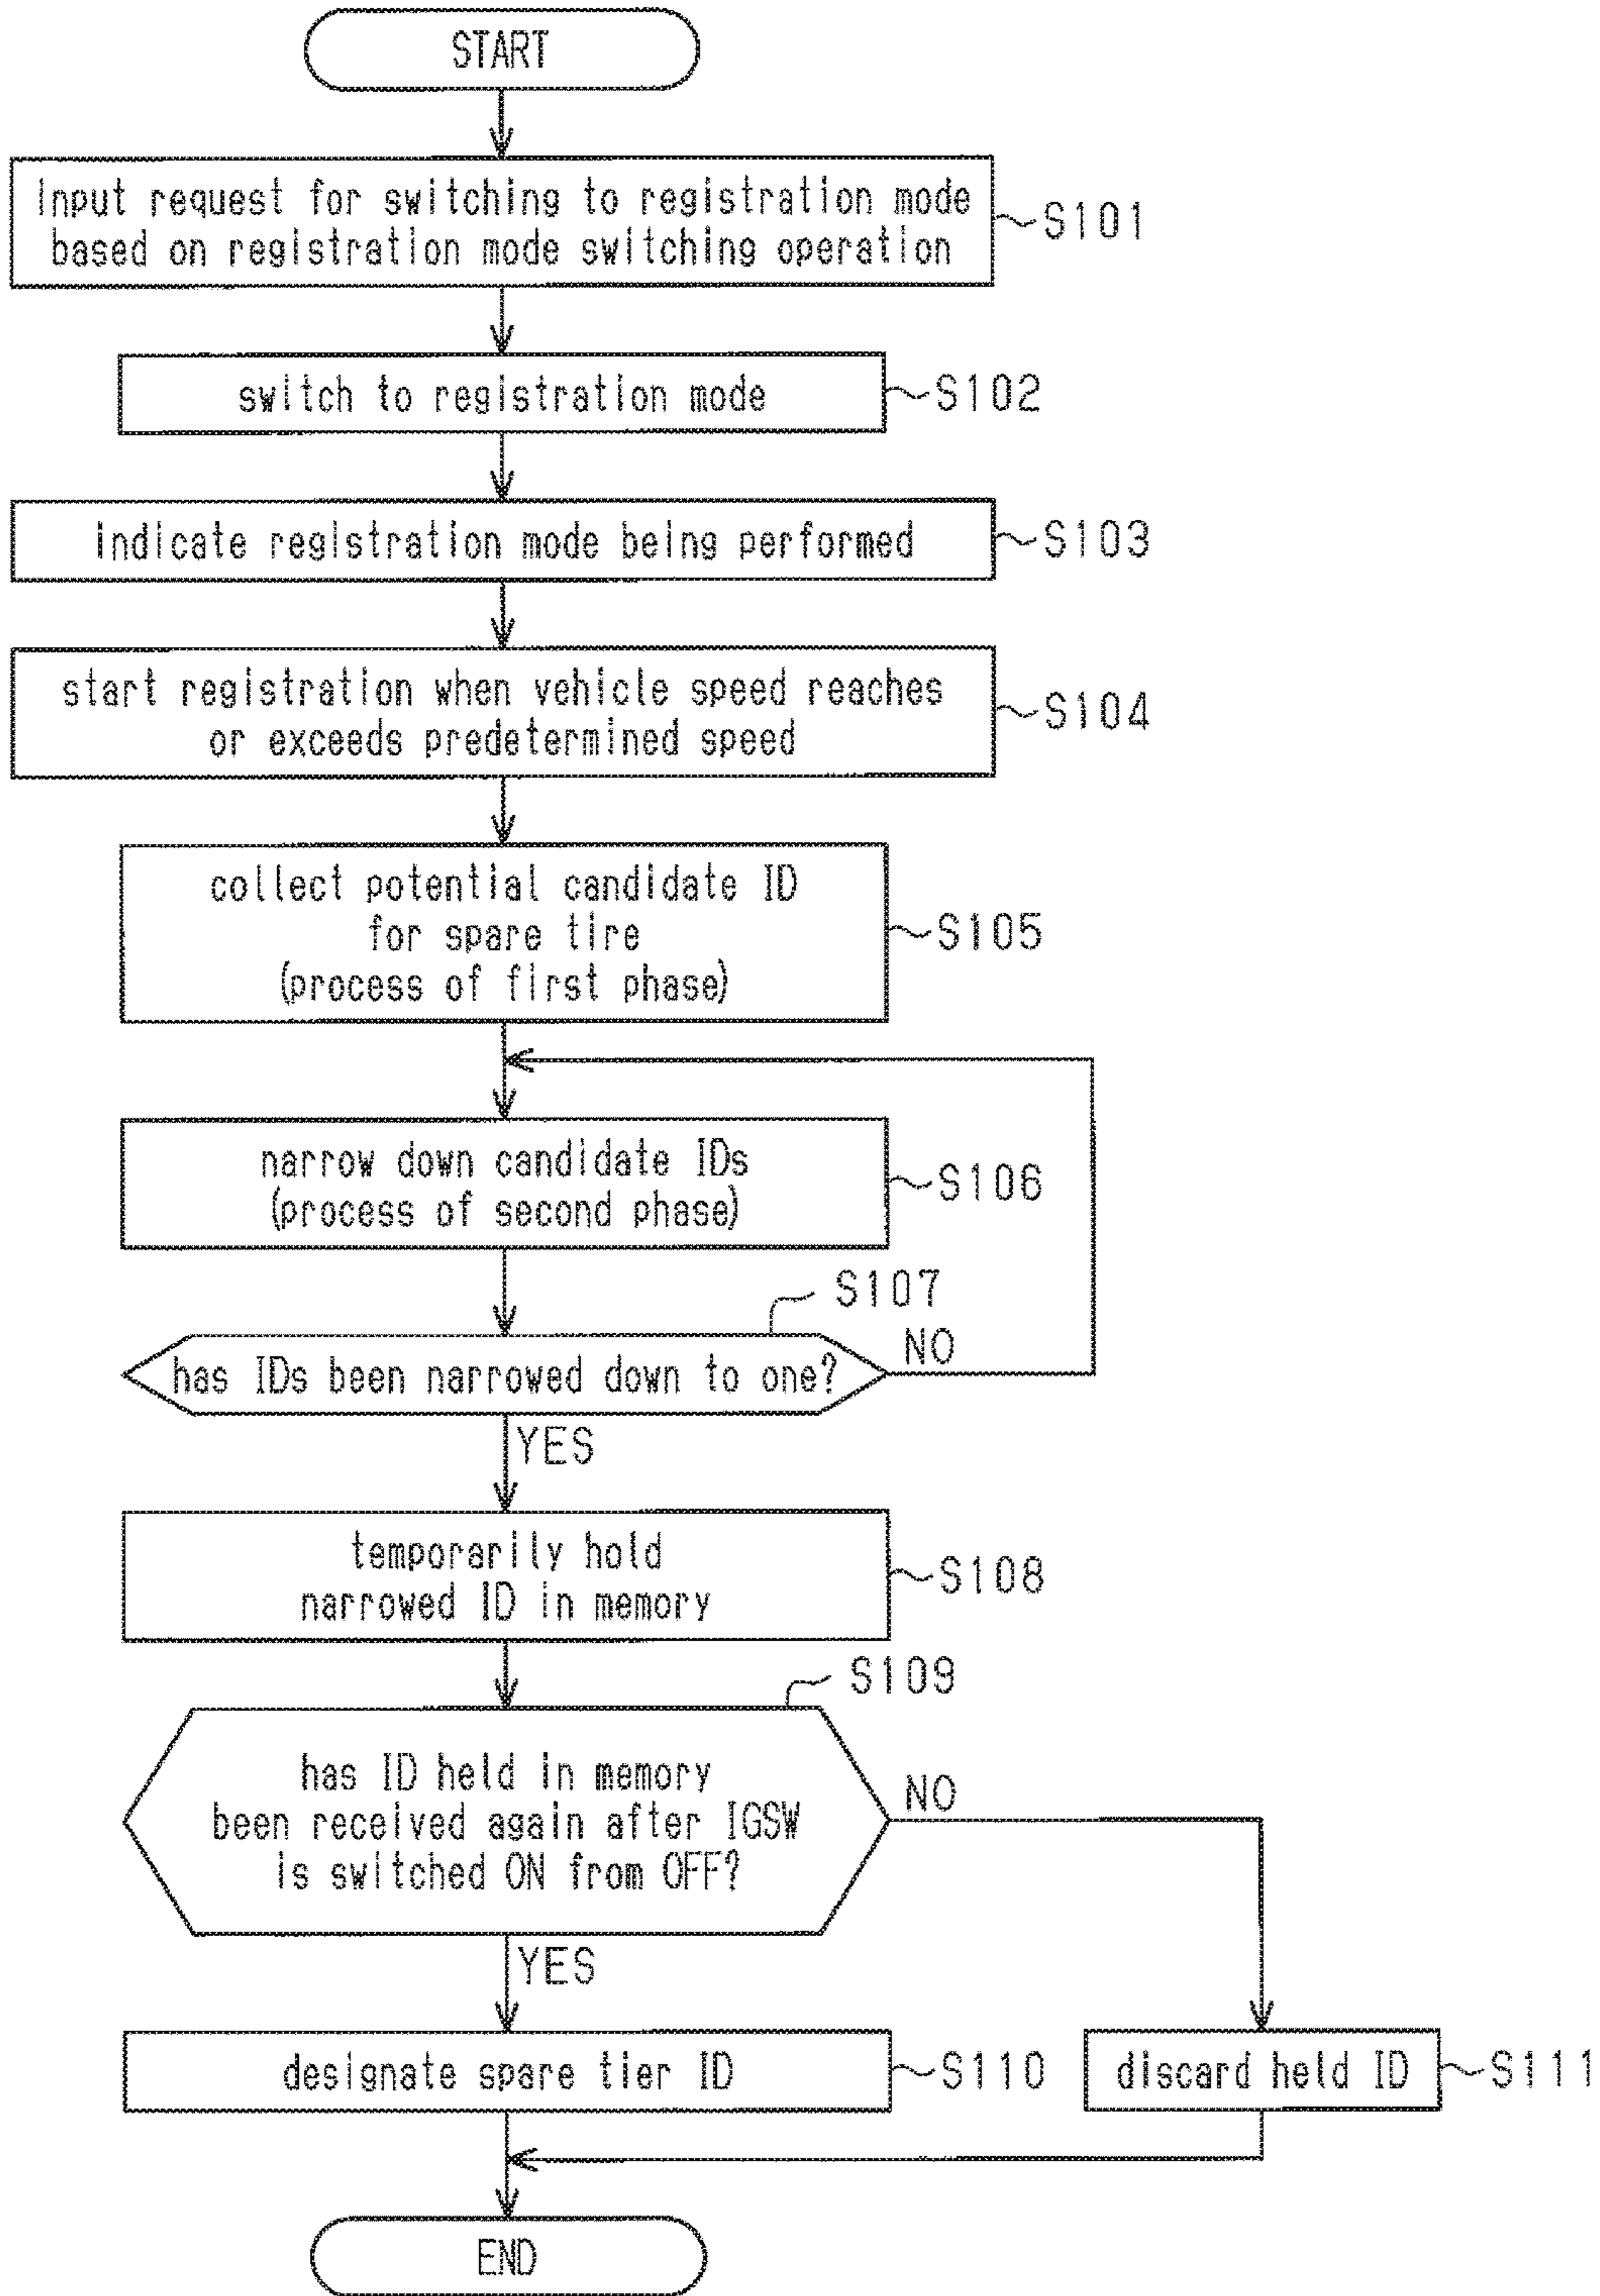 START
Input request for switching to registration mode
based on registration mode switching operation
S101
switch to registration mode
S102
indicate registration mode being performed
S103
start registration when vehicle speed reaches
or exceeds predetermined speed
S104
collect potential candidate ID
for spare tire
(process of first phase)
S105
narrow down candidate IDs
(process of second phase)
S106
S107
has IDs been narrowed down to one?
NO
YES
temporarily hold
narrowed ID in memory
S108
S109
has ID held in memory
been received again after IGSW
is switched ON from OFF?
NO
YES
designate spare tier ID
S110
discard held ID
S111
END